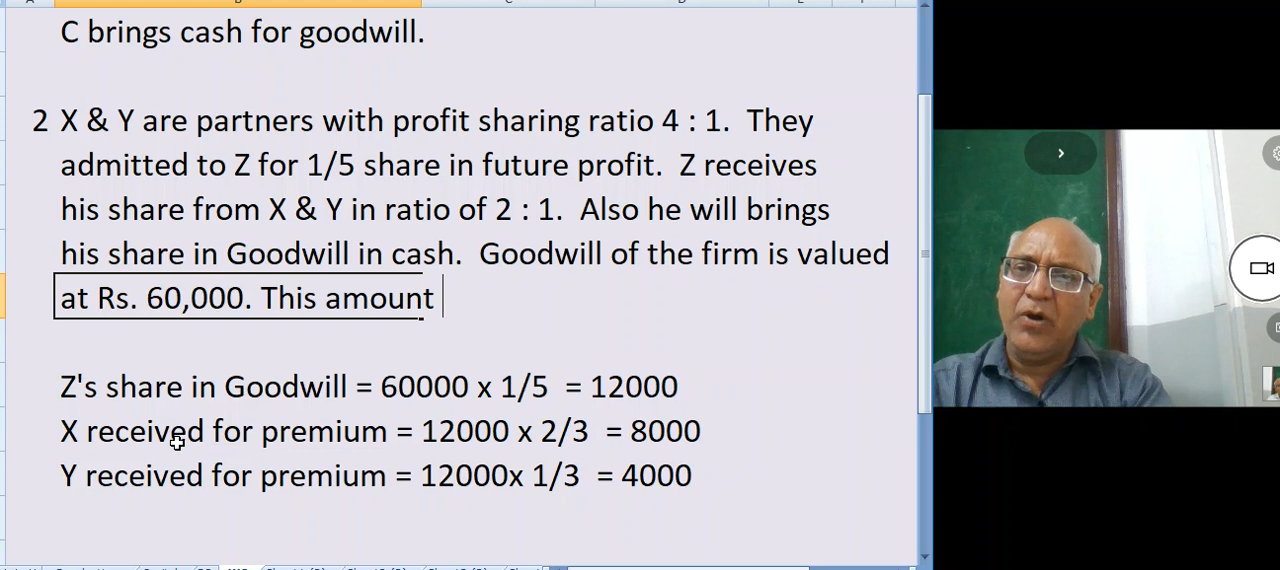 C brings cash for goodwill.
2 X & Y are partners with profit sharing ratio 4 : 1. They
admitted to Z for 1/5 share in future profit. Z receives
his share from X & Y in ratio of 2 : 1. Also he will brings
his share in Goodwill in cash. Goodwill of the firm is valued
at Rs. 60,000. This amount
Z's share in Goodwill = 60000 x 1/5 = 12000
X received for premium = 12000 x 2/3 = 8000
Y received for premium = 12000x 1/3 = 4000